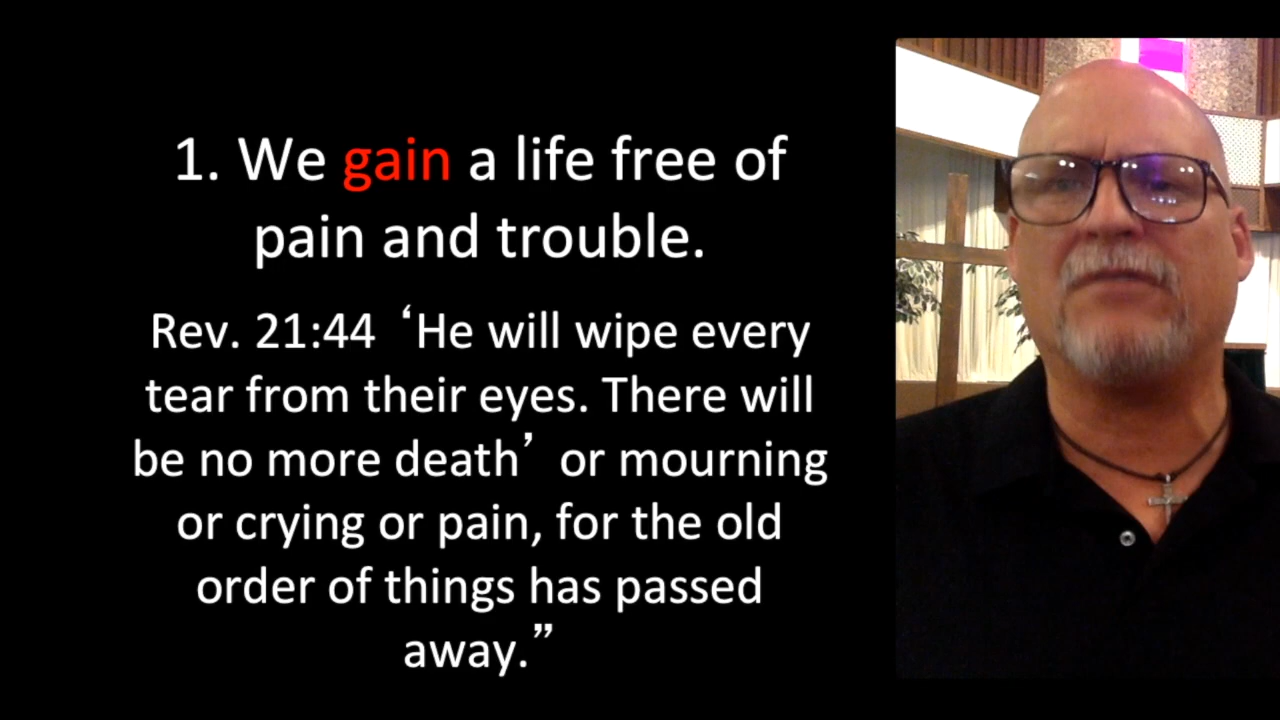 1. We gain a life free of
pain and trouble.
Rev. 21:44 ‘He will wipe every
tear from their eyes. There will
be no more death’ or mourning
or crying or pain, for the old
order of things has passed
away.”